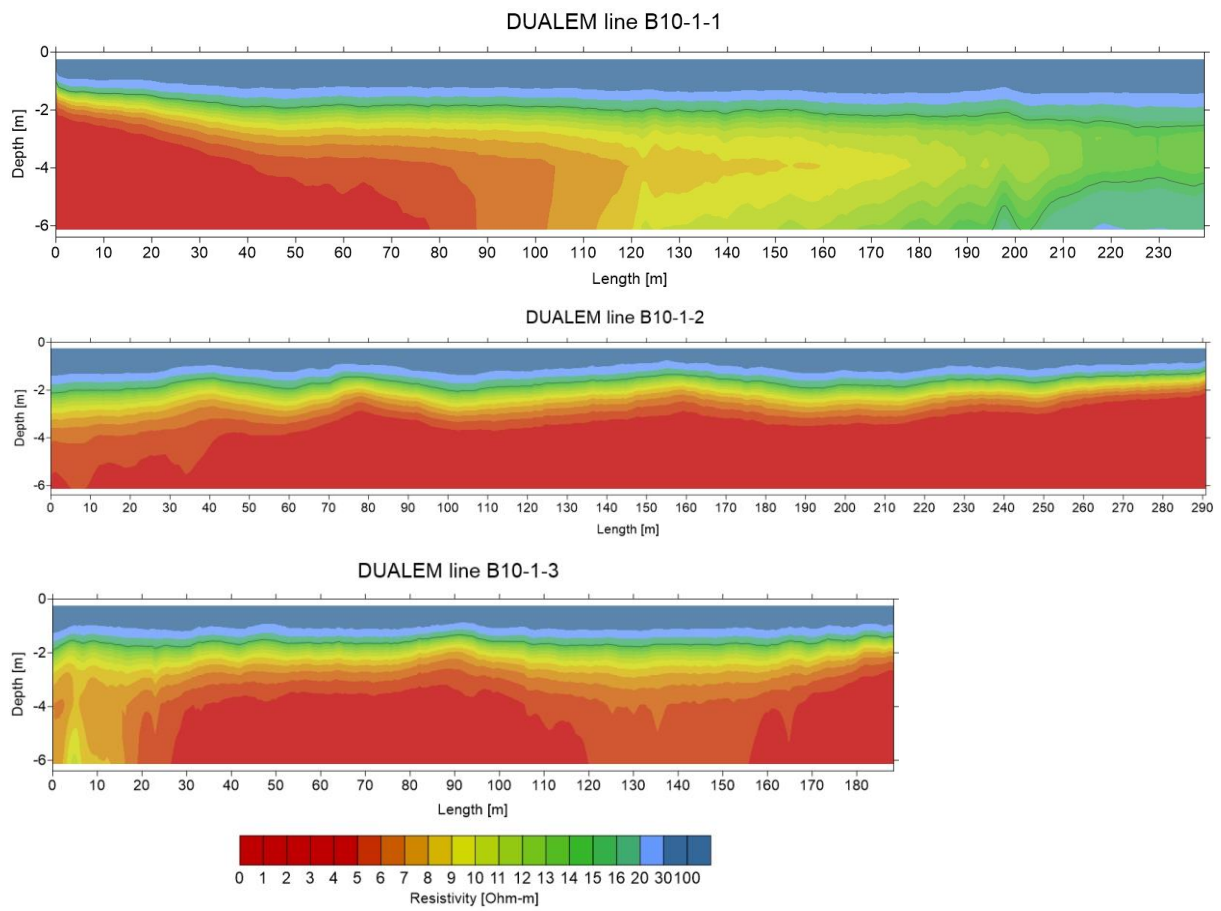 DUALEM line B10-1-1
0
-2
-4
-6
Depth [m]
0 10 20 30 40 50 60 70 80 90 100 110 120 130 140 150 160 170 180 190 200 210 220 230
Length [m]
DUALEM line B10-1-2
0
-2
-4
-6
Depth [m]
0 10 20 30 40 50 60 70 80 90 100 110 120 130 140 150 160 170 180 190 200 210 220 230 240 250 260 270 280 290
Length [m]
DUALEM line B10-1-3
0
-2
-4
-6
Depth [m]
0 10 20 30 40 50 60 70 80 90 100 110 120 130 140 150 160 170 180
Length [m]
0 1 2 3 4 5 6 7 8 9 10 11 12 13 14 15 16 20 30 100
Resistivity [Ohm-m]